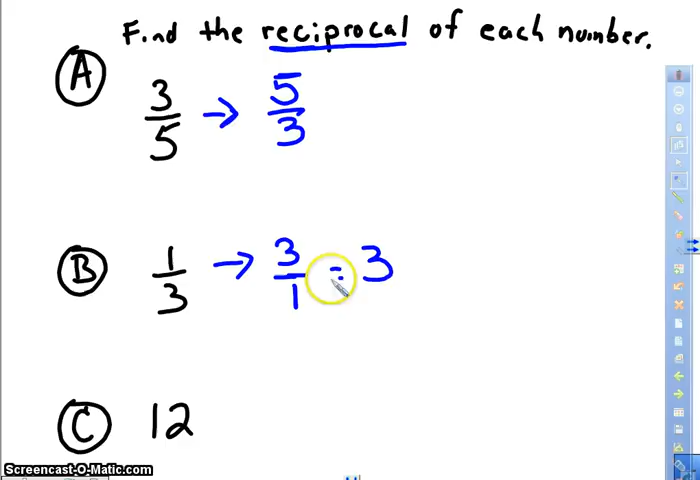 Find the reciprocal of each number.
A 3/5 → 5/3
B 1/3 → 3/1 = 3
C 12
Screencast-O-Matic.com